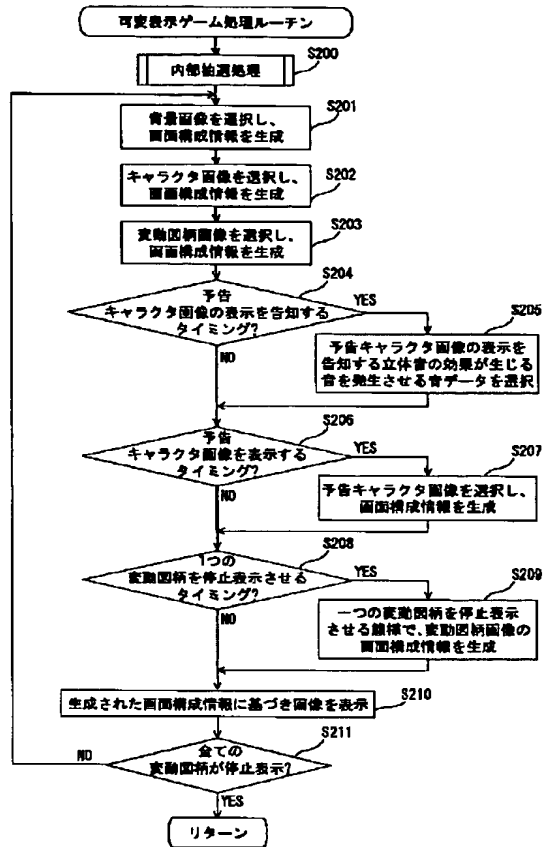 可変表示ゲーム処理ルーチン
S200
内部抽選処理
S201
背景画像を選択し、
画面構成情報を生成
S202
キャラクタ画像を選択し、
画面構成情報を生成
S203
変動図柄画像を選択し、
画面構成情報を生成
S204
予告
キャラクタ画像の表示を告知する
タイミング?
YES
NO
S205
予告キャラクタ画像の表示を
告知する立体音の効果が生じる
音を発生させる音データを選択
S206
予告
キャラクタ画像を表示する
タイミング?
YES
NO
S207
予告キャラクタ画像を選択し、
画面構成情報を生成
S208
1つの
変動図柄を停止表示させる
タイミング?
YES
NO
S209
一つの変動図柄を停止表示
させる態様で、変動図柄画像の
画面構成情報を生成
S210
生成された画面構成情報に基づき画像を表示
S211
全ての
変動図柄が停止表示?
NO
YES
リターン